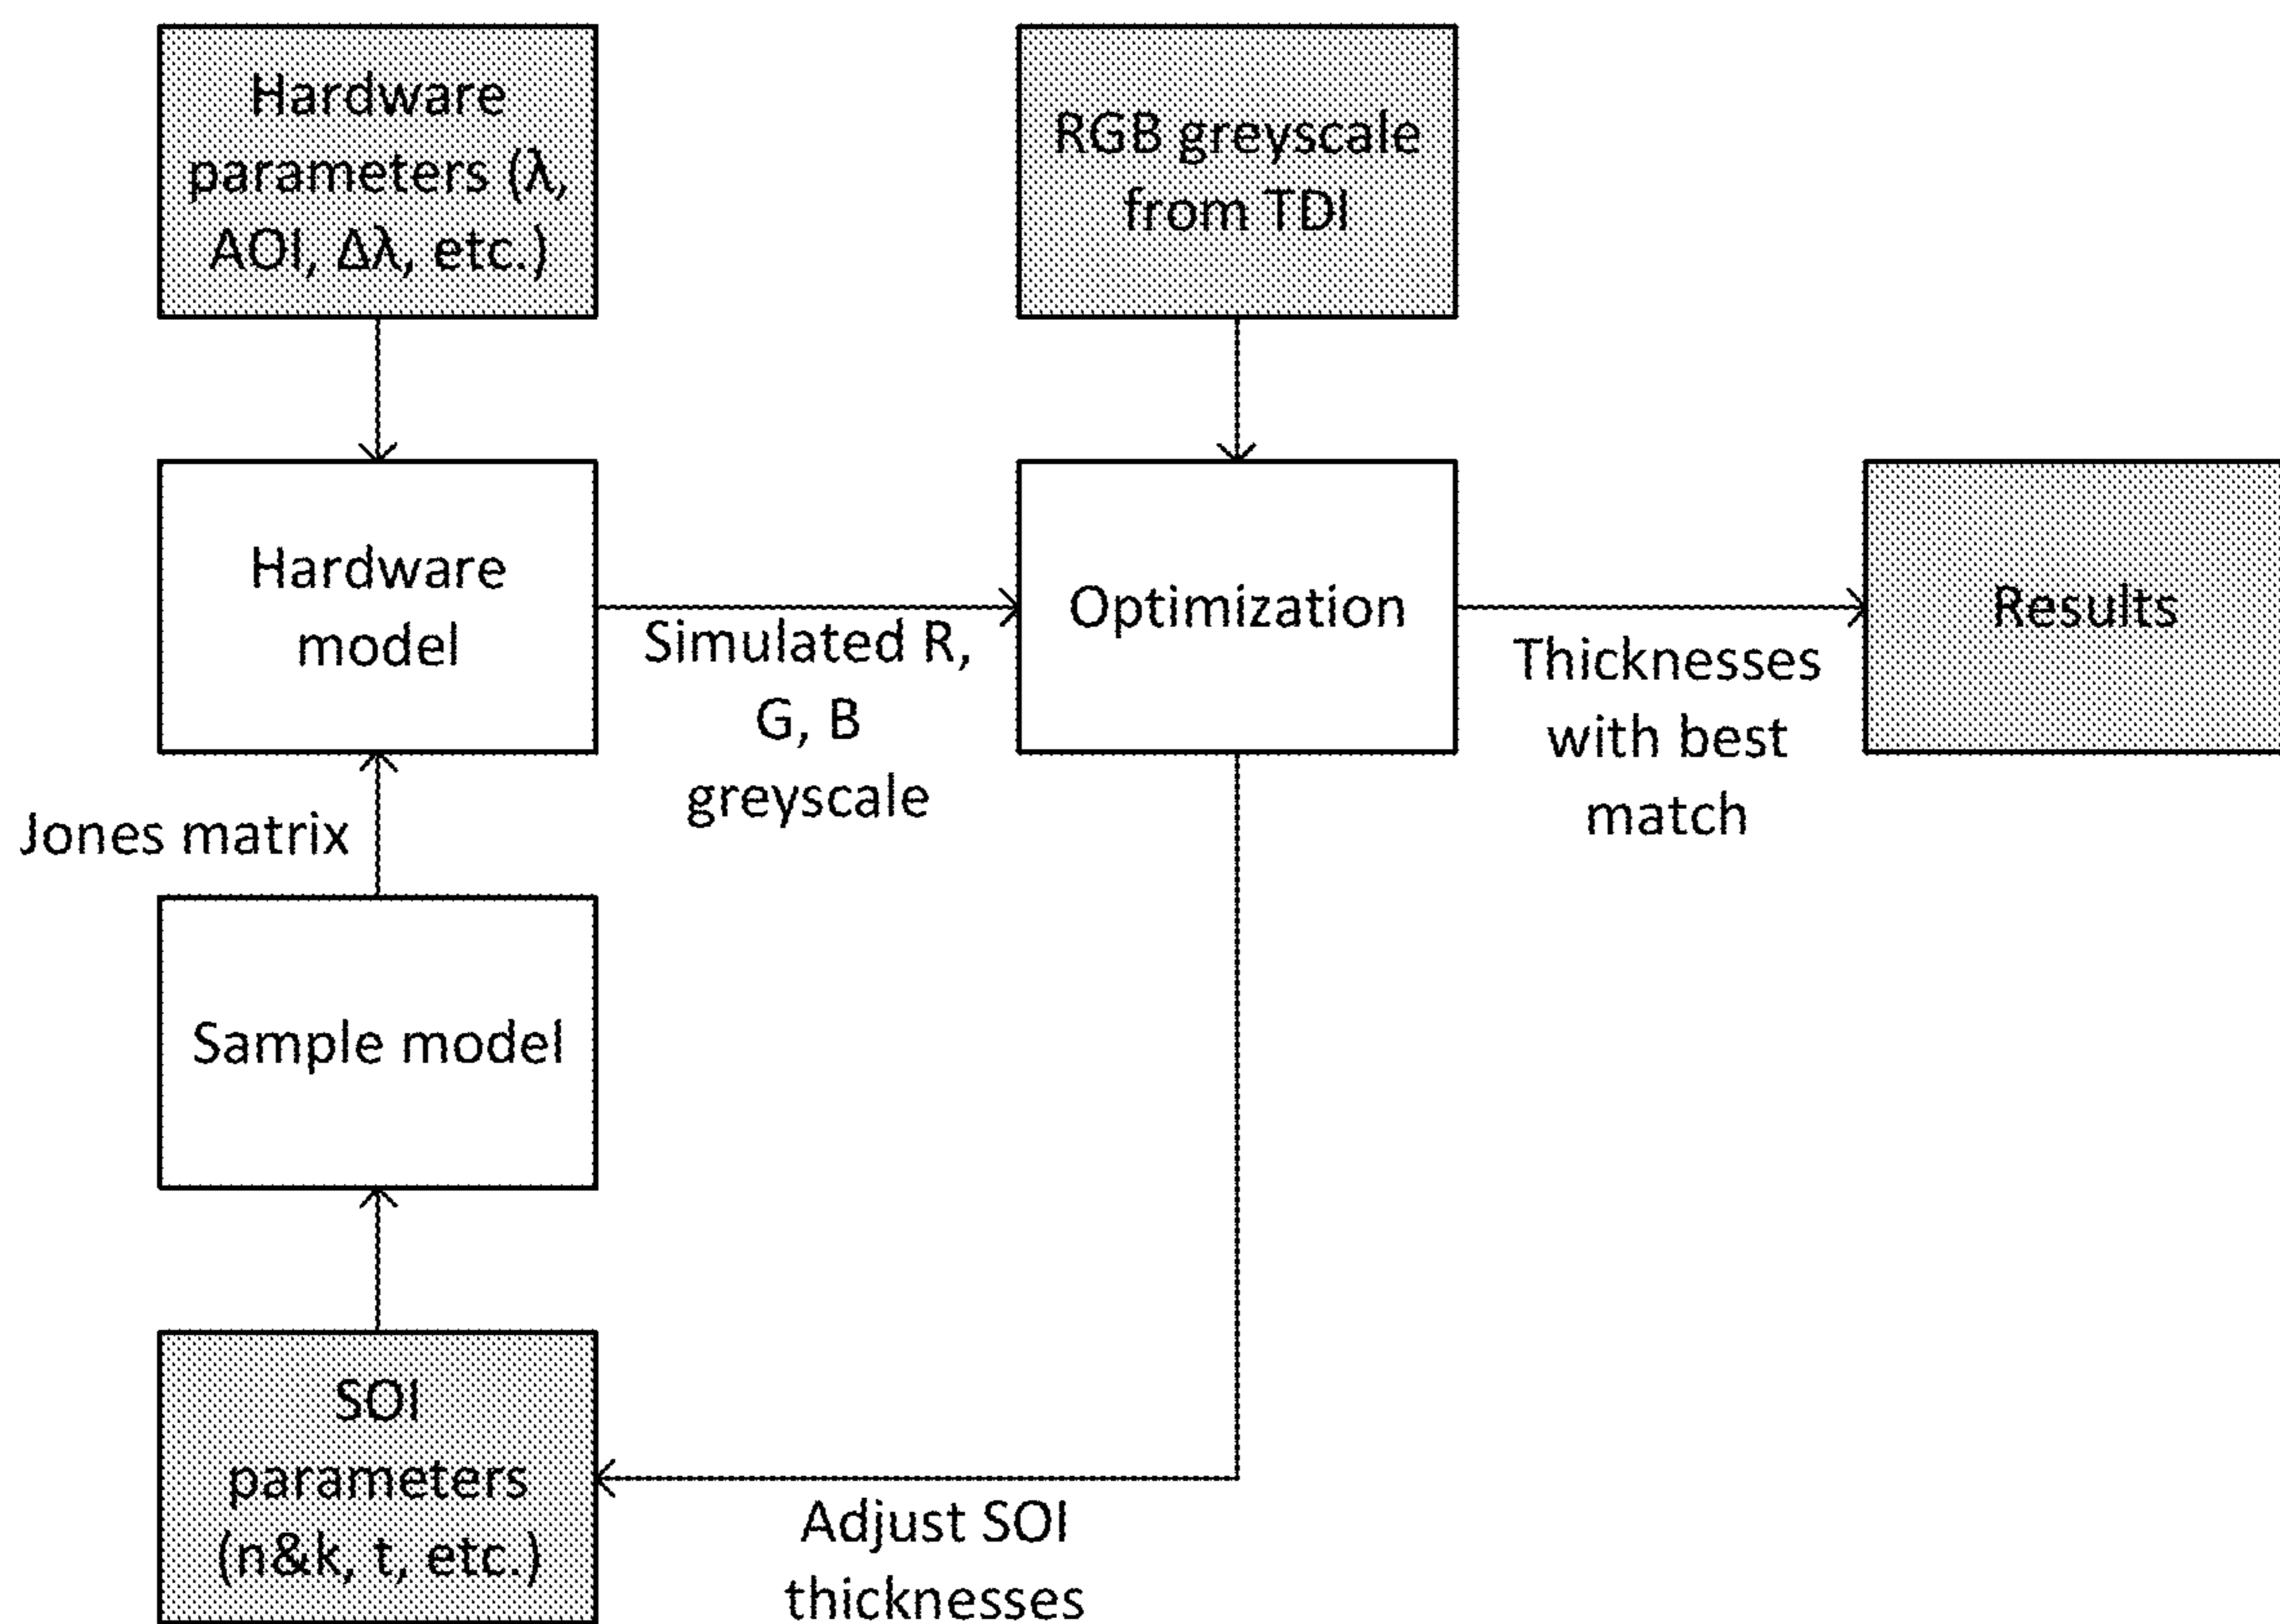 Hardware
parameters (λ,
AOI, Δλ, etc.)
RGB greyscale
from TDI
Hardware
model
Simulated R,
G, B
greyscale
Optimization
Thicknesses
with best
match
Results
Jones matrix
Sample model
SOI
parameters
(n&k, t, etc.)
Adjust SOI
thicknesses